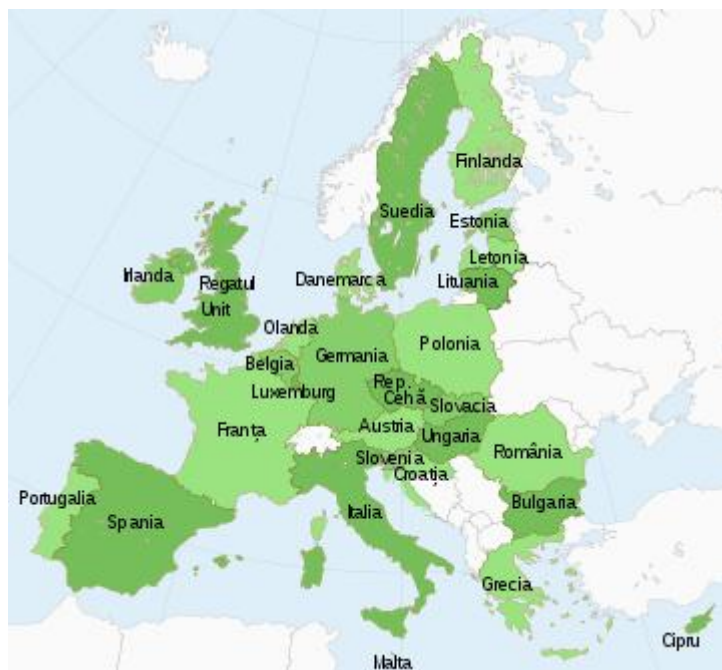 Finlanda
Suedia
Estonia
Letonia
Lituania
Irlanda
Regatul
Unit
Danemarca
Olanda
Belgia
Germania
Polonia
Luxemburg
Rep.
Cehă
Slovacia
Franța
Austria
Ungaria
Slovenia
Croația
România
Portugalia
Spania
Italia
Bulgaria
Grecia
Cipru
Malta